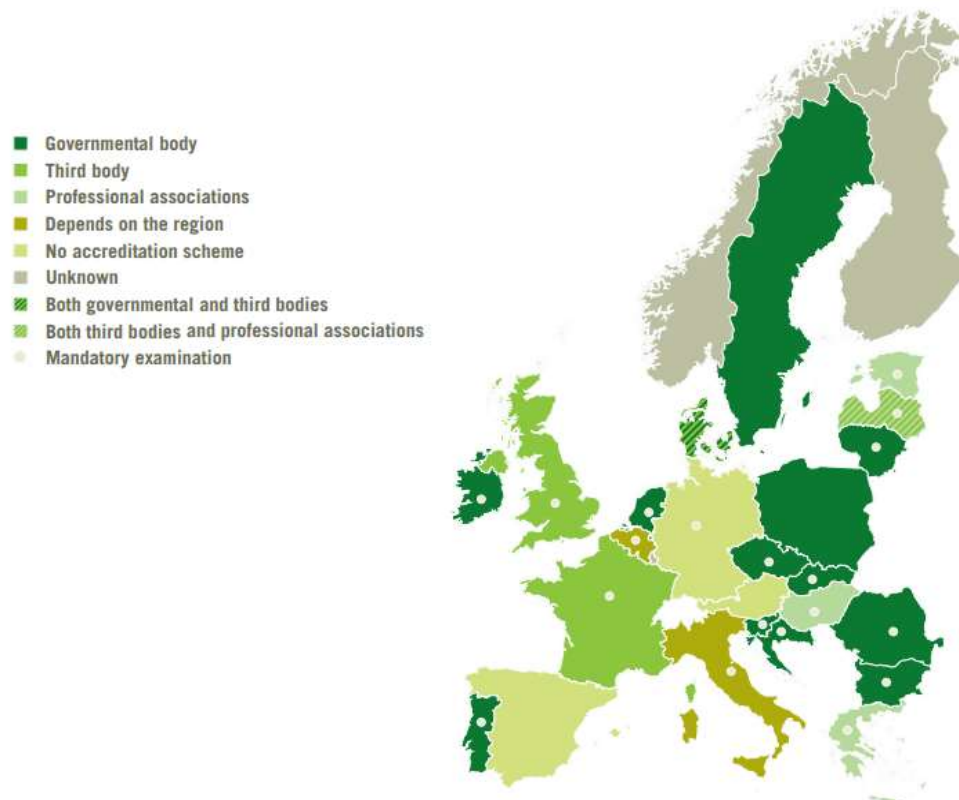 Governmental body
Third body
Professional associations
Depends on the region
No accreditation scheme
Unknown
Both governmental and third bodies
Both third bodies and professional associations
Mandatory examination